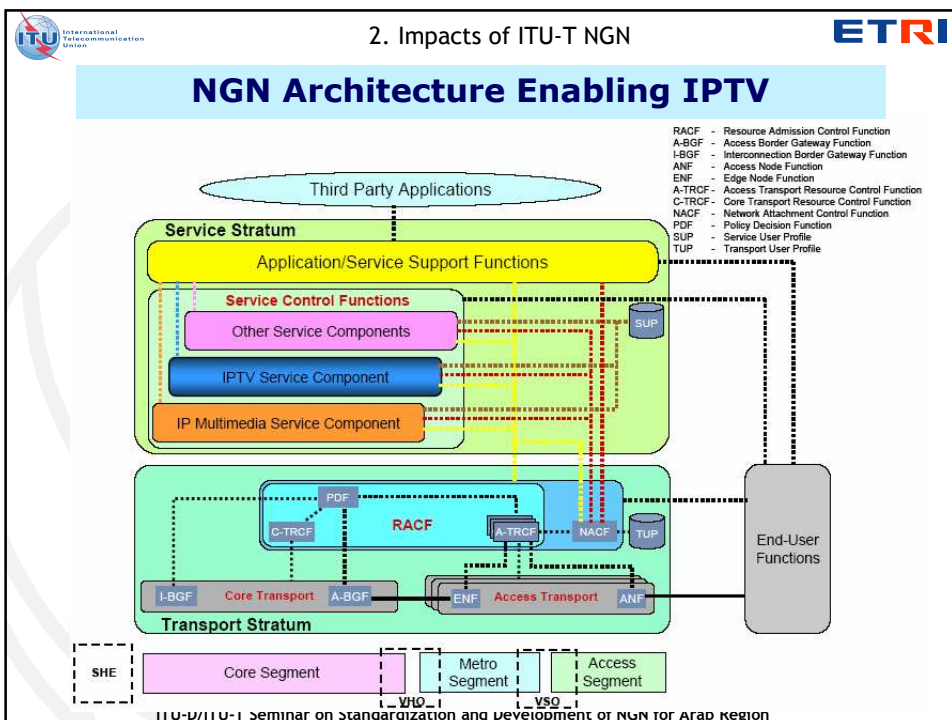 ITU International Telecommunication Union
2. Impacts of ITU-T NGN
ETRI
NGN Architecture Enabling IPTV
RACF - Resource Admission Control Function
A-BGF - Access Border Gateway Function
I-BGF - Interconnection Border Gateway Function
ANF - Access Node Function
ENF - Edge Node Function
A-TRCF - Access Transport Resource Control Function
C-TRCF - Core Transport Resource Control Function
NACF - Network Attachment Control Function
PDF - Policy Decision Function
SUP - Service User Profile
TUP - Transport User Profile
Third Party Applications
Service Stratum
Application/Service Support Functions
Service Control Functions
Other Service Components
SUP
IPTV Service Component
IP Multimedia Service Component
PDF
RACF
C-TRCF
A-TRCF
NACF
TUP
End-User
Functions
I-BGF
Core Transport
A-BGF
ENF
Access Transport
ANF
Transport Stratum
SHE
Core Segment
VHO
Metro
Segment
VSO
Access
Segment
ITU-D/ITU-T Seminar on Standardization and Development of NGN for Arab Region